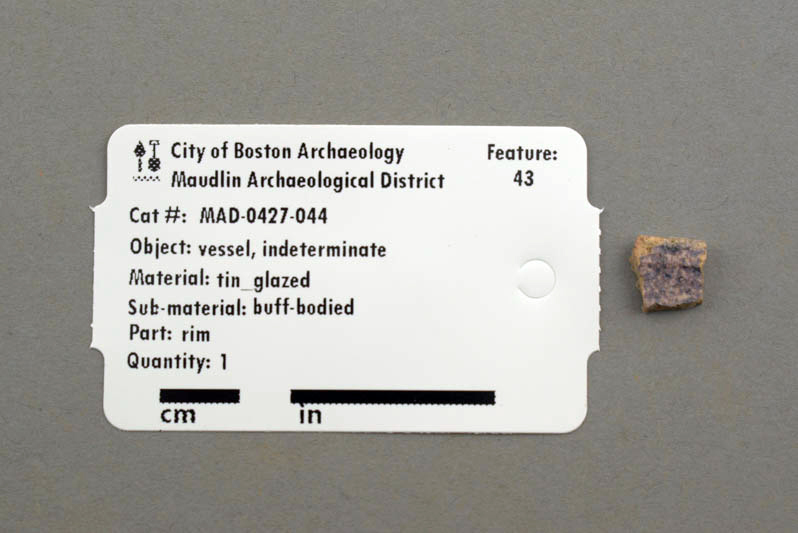 City of Boston Archaeology
Maudlin Archaeological District
Feature:
43
Cat #: MAD-0427-044
Object: vessel, indeterminate
Material: tin_glazed
Sub-material: buff-bodied
Part: rim
Quantity: 1
cm
in